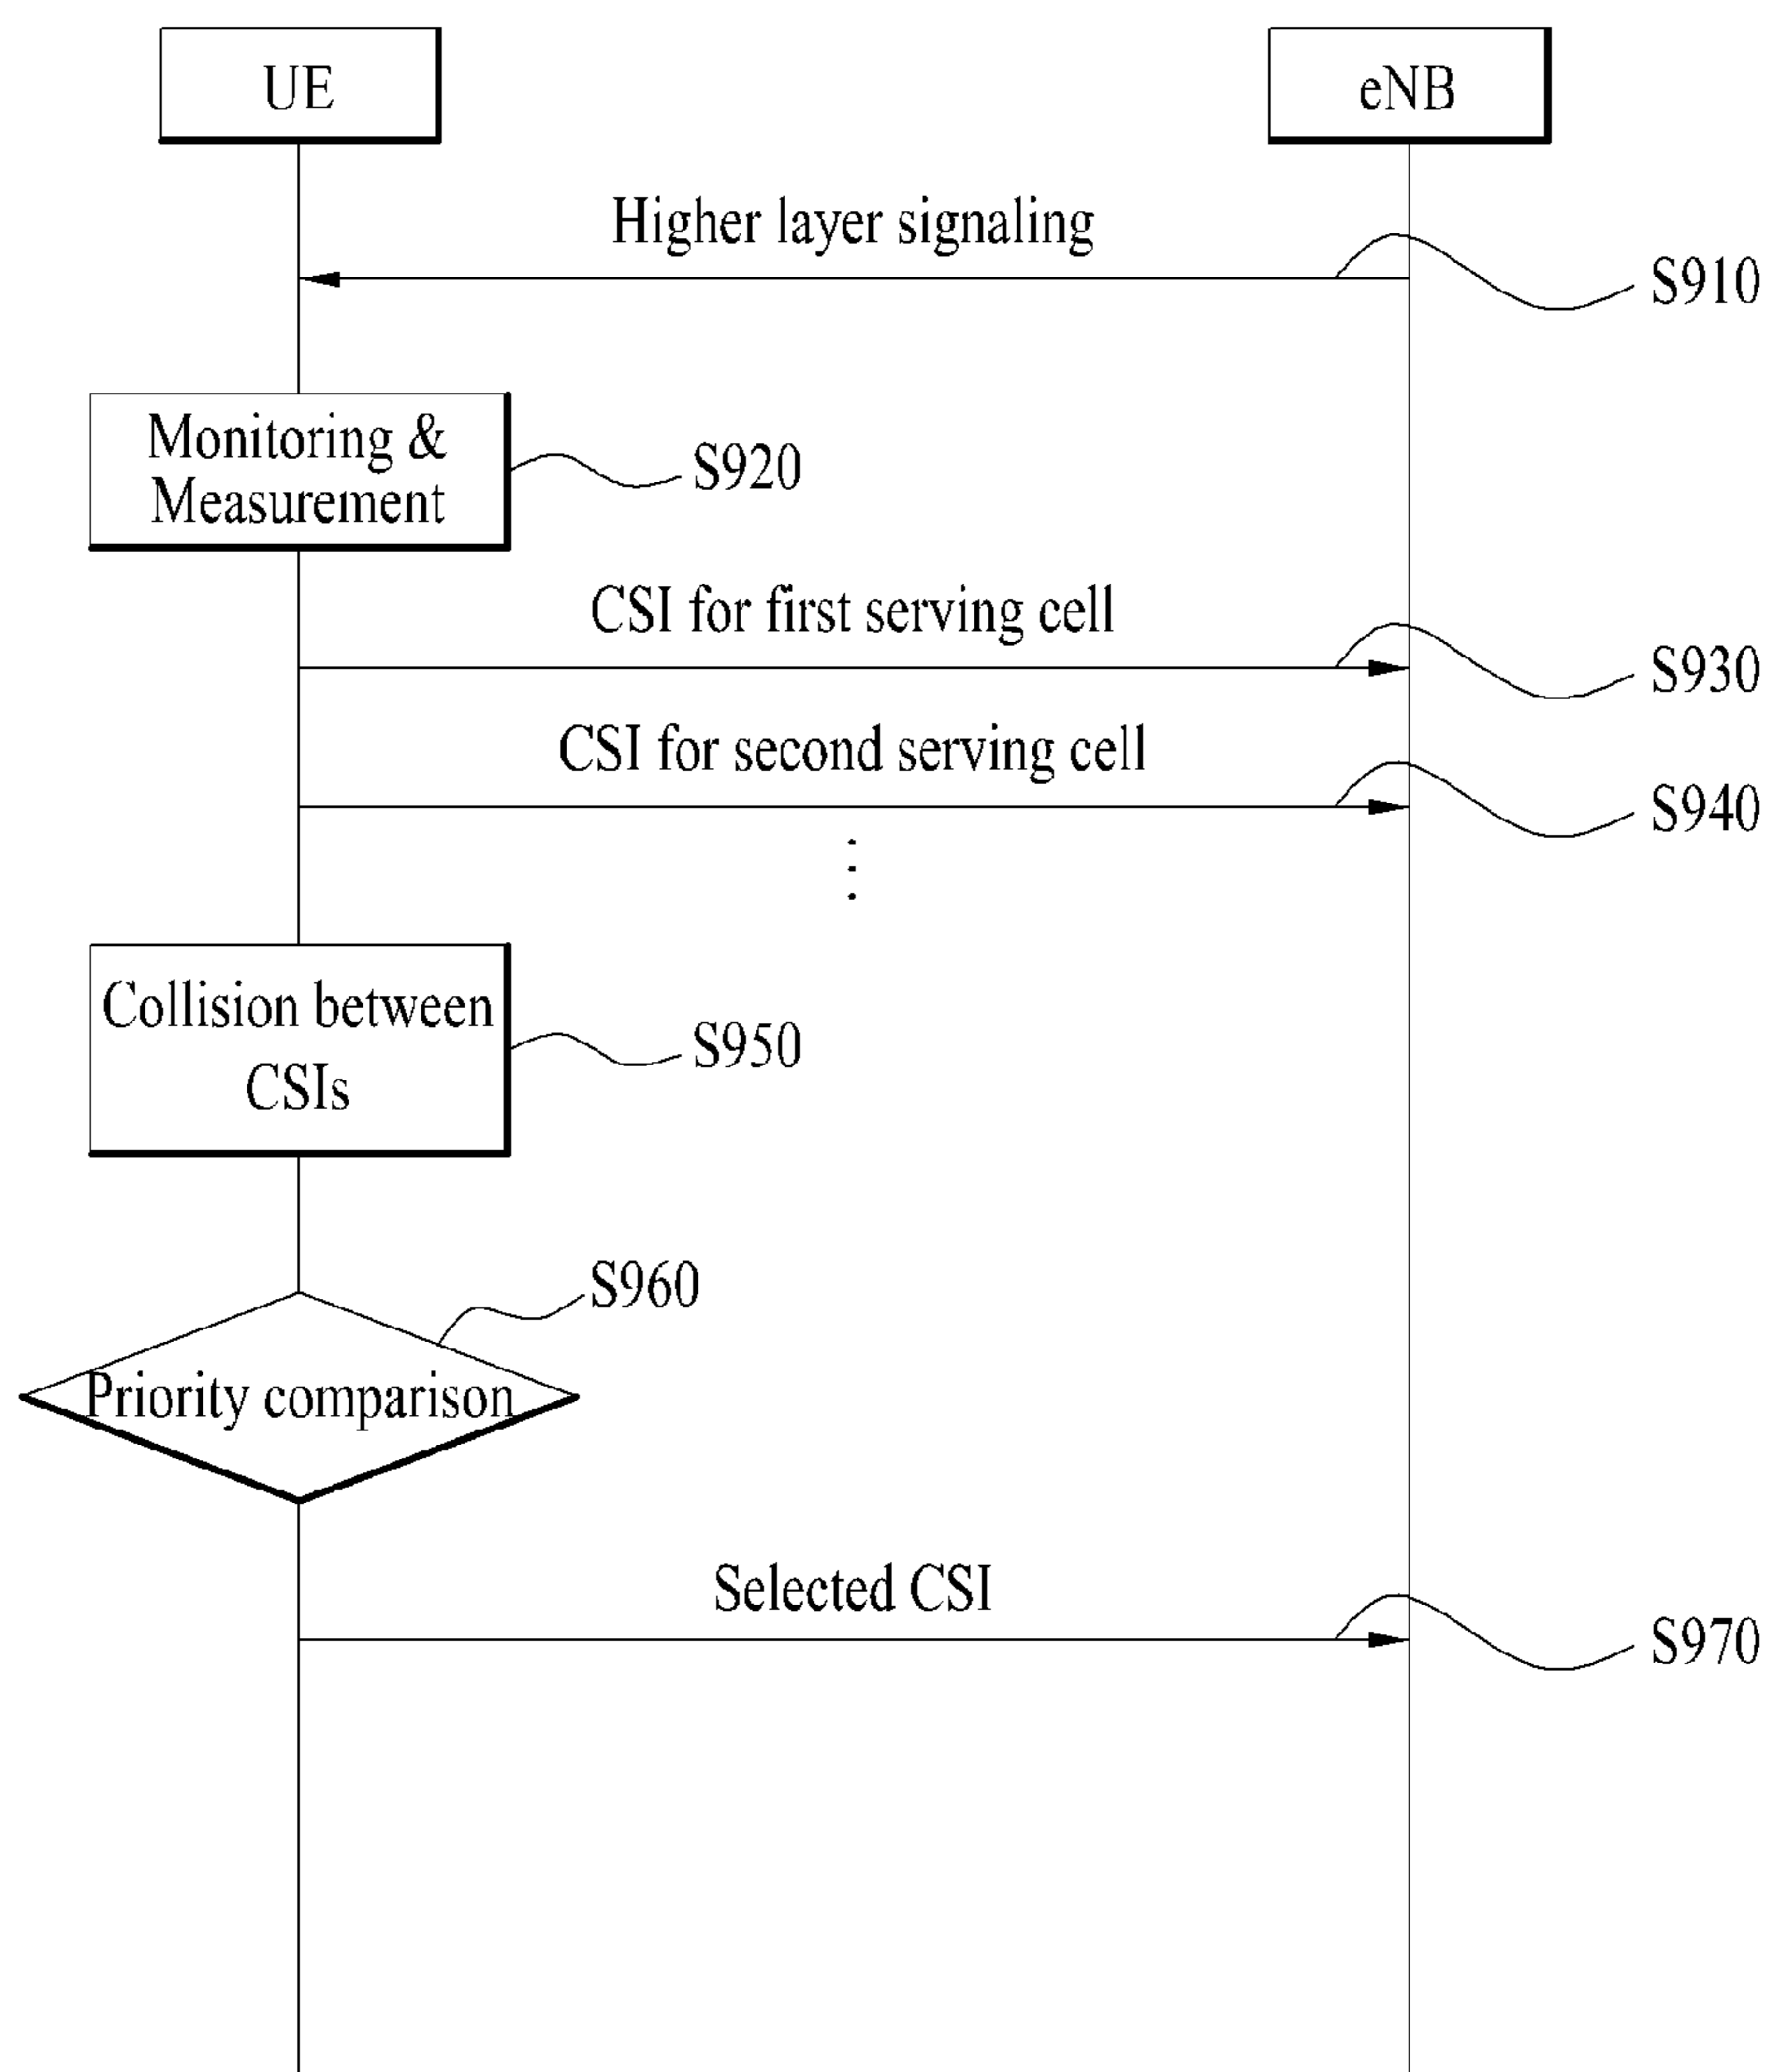 UE
eNB
Higher layer signaling
S910
Monitoring &
Measurement
S920
CSI for first serving cell
S930
CSI for second serving cell
S940
Collision between
CSIs
S950
S960
Priority comparison
Selected CSI
S970